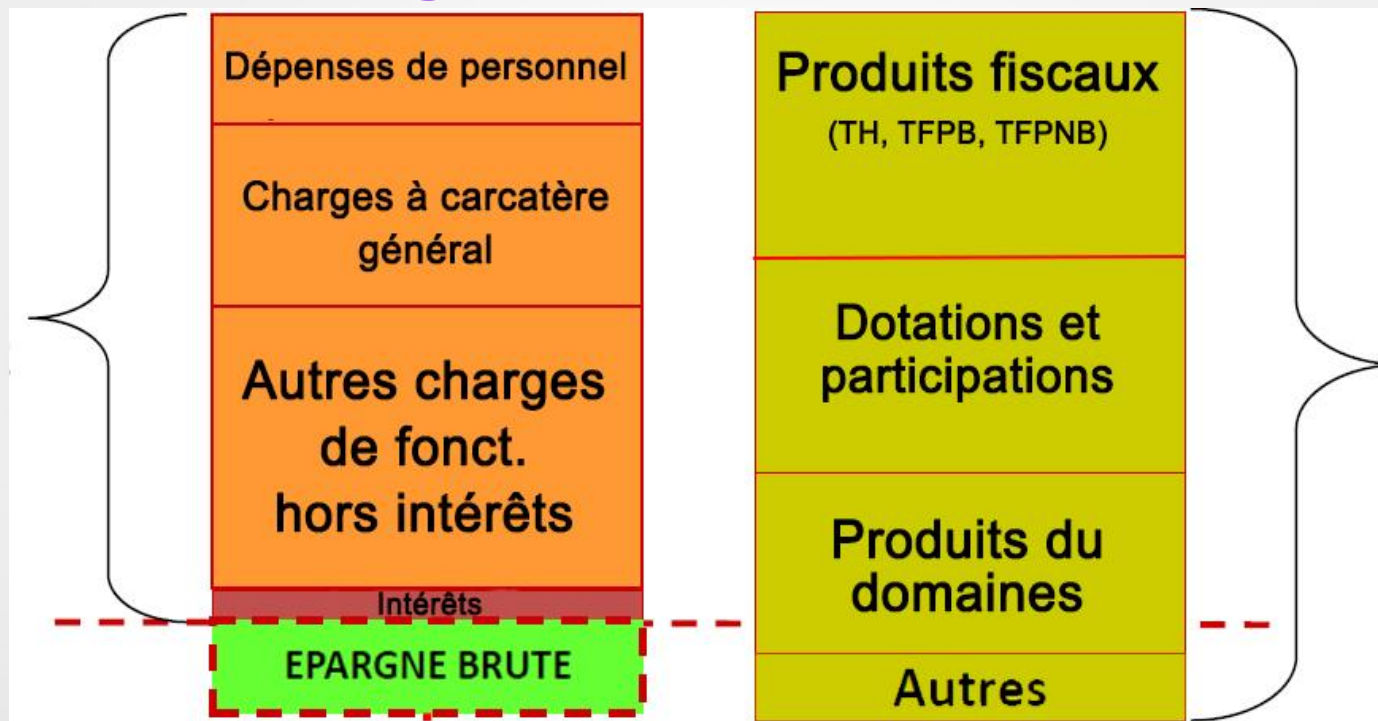 Dépenses de personnel
Charges à carcatère
général
Autres charges
de fonct.
hors intérêts
Intérêts
EPARGNE BRUTE
Produits fiscaux
(TH, TFPB, TFPNB)
Dotations et
participations
Produits du
domaines
Autres